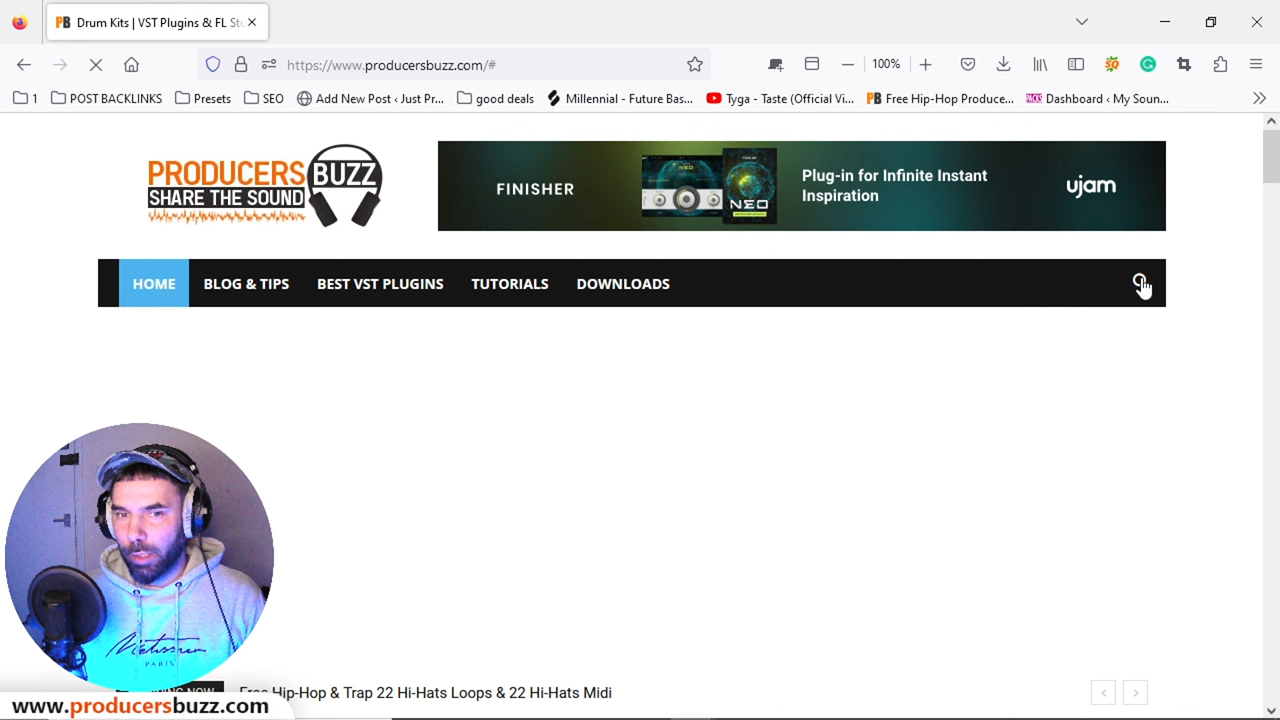 Drum Kits | VST Plugins & FL St
https://www.producersbuzz.com/#
100%
1
POST BACKLINKS
Presets
SEO
Add New Post ‹ Just Pr...
good deals
Millennial - Future Bas...
Tyga - Taste (Official Vi...
Free Hip-Hop Produce...
Dashboard ‹ My Soun...
PRODUCERS BUZZ
SHARE THE SOUND
FINISHER
NEO
Plug-in for Infinite Instant
Inspiration
ujam
HOME
BLOG & TIPS
BEST VST PLUGINS
TUTORIALS
DOWNLOADS
PARIS
NOW
Free Hip-Hop & Trap 22 Hi-Hats Loops & 22 Hi-Hats Midi
www.producersbuzz.com